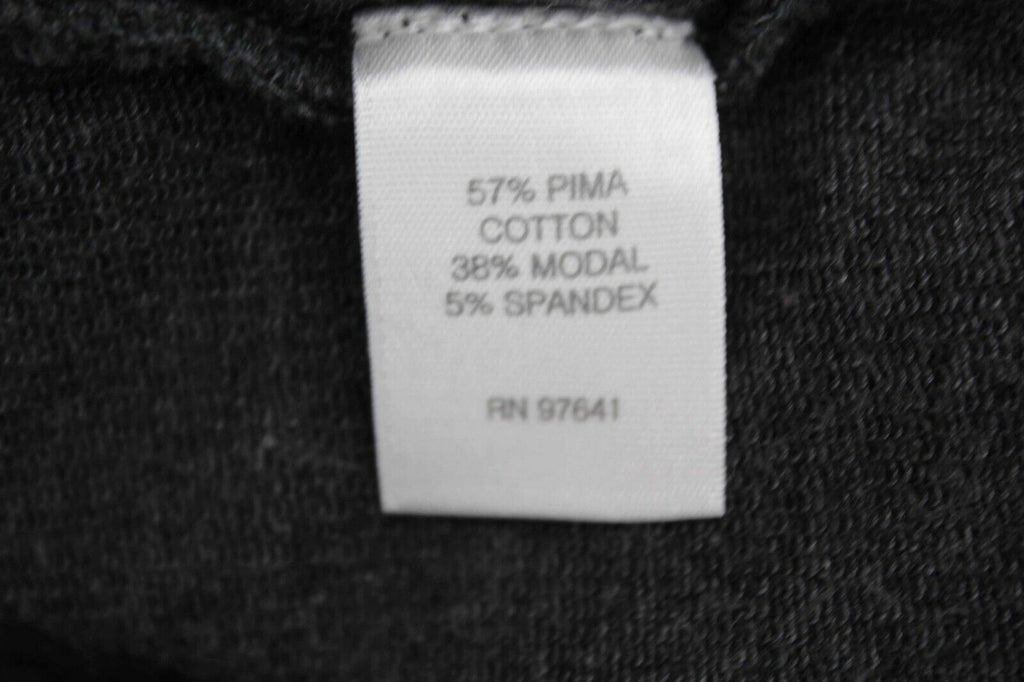 57% PIMA
COTTON
38% MODAL
5% SPANDEX
RN 97641